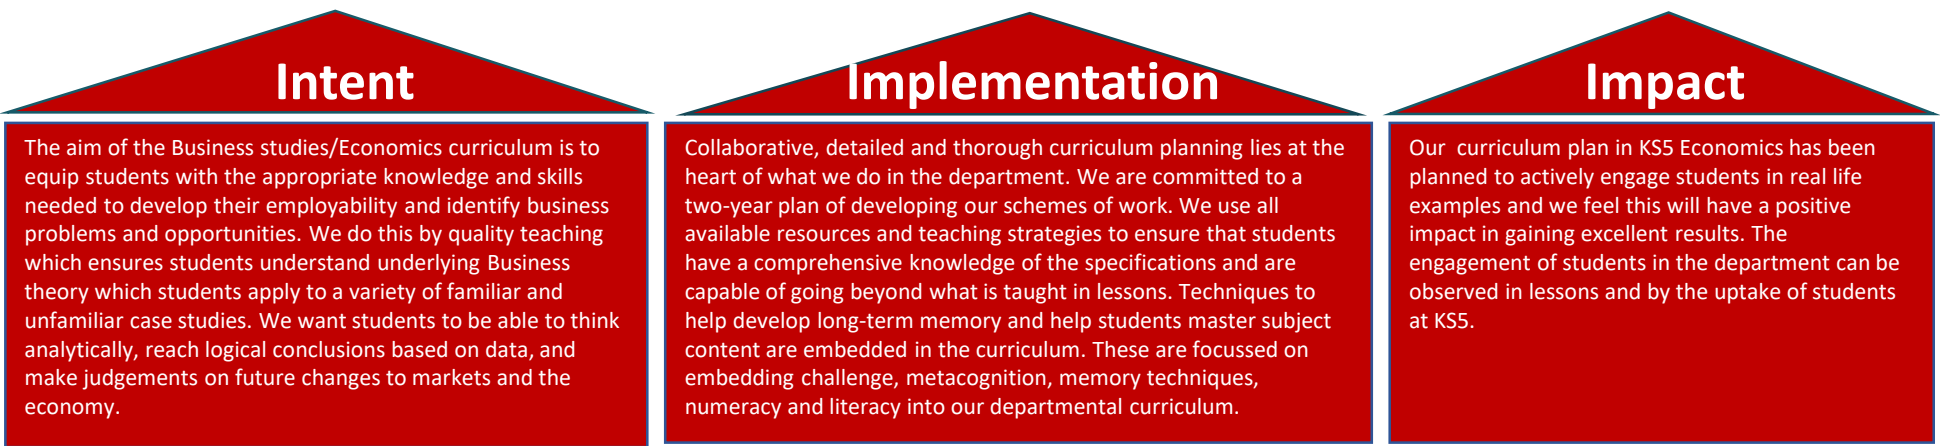 Intent
The aim of the Business studies/Economics curriculum is to
equip students with the appropriate knowledge and skills
needed to develop their employability and identify business
problems and opportunities. We do this by quality teaching
which ensures students understand underlying Business
theory which students apply to a variety of familiar and
unfamiliar case studies. We want students to be able to think
analytically, reach logical conclusions based on data, and
make judgements on future changes to markets and the
economy.
Implementation
Collaborative, detailed and thorough curriculum planning lies at the
heart of what we do in the department. We are committed to a
two-year plan of developing our schemes of work. We use all
available resources and teaching strategies to ensure that students
have a comprehensive knowledge of the specifications and are
capable of going beyond what is taught in lessons. Techniques to
help develop long-term memory and help students master subject
content are embedded in the curriculum. These are focussed on
embedding challenge, metacognition, memory techniques,
numeracy and literacy into our departmental curriculum.
Impact
Our curriculum plan in KS5 Economics has been
planned to actively engage students in real life
examples and we feel this will have a positive
impact in gaining excellent results. The
engagement of students in the department can be
observed in lessons and by the uptake of students
at KS5.